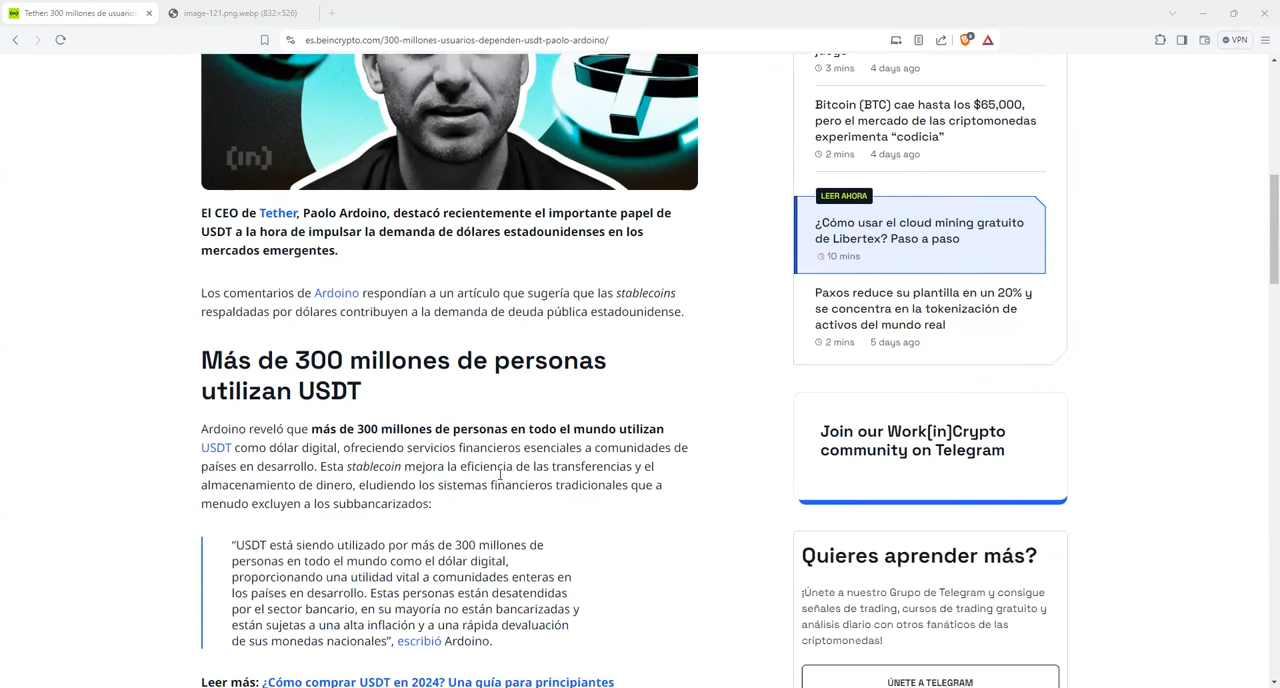 Tether: 300 millones de usuarios
image-121.png.webp (832×526)
es.beincrypto.com/300-millones-usuarios-dependen-usdt-paolo-ardoino/
VPN
[in]
El CEO de Tether, Paolo Ardoino, destacó recientemente el importante papel de
USDT a la hora de impulsar la demanda de dólares estadounidenses en los
mercados emergentes.
Los comentarios de Ardoino respondían a un artículo que sugería que las stablecoins
respaldadas por dólares contribuyen a la demanda de deuda pública estadounidense.
Más de 300 millones de personas
utilizan USDT
Ardoino reveló que más de 300 millones de personas en todo el mundo utilizan
USDT como dólar digital, ofreciendo servicios financieros esenciales a comunidades de
países en desarrollo. Esta stablecoin mejora la eficiencia de las transferencias y el
almacenamiento de dinero, eludiendo los sistemas financieros tradicionales que a
menudo excluyen a los subbancarizados:
“USDT está siendo utilizado por más de 300 millones de
personas en todo el mundo como el dólar digital,
proporcionando una utilidad vital a comunidades enteras en
los países en desarrollo. Estas personas están desatendidas
por el sector bancario, en su mayoría no están bancarizadas y
están sujetas a una alta inflación y a una rápida devaluación
de sus monedas nacionales”, escribió Ardoino.
Leer más: ¿Cómo comprar USDT en 2024? Una guía para principiantes
3 mins 4 days ago
Bitcoin (BTC) cae hasta los $65,000,
pero el mercado de las criptomonedas
experimenta “codicia”
2 mins 4 days ago
LEER AHORA
¿Cómo usar el cloud mining gratuito
de Libertex? Paso a paso
10 mins
Paxos reduce su plantilla en un 20% y
se concentra en la tokenización de
activos del mundo real
2 mins 5 days ago
Join our Work[in]Crypto
community on Telegram
Quieres aprender más?
¡Únete a nuestro Grupo de Telegram y consigue
señales de trading, cursos de trading gratuito y
análisis diario con otros fanáticos de las
criptomonedas!
ÚNETE A TELEGRAM